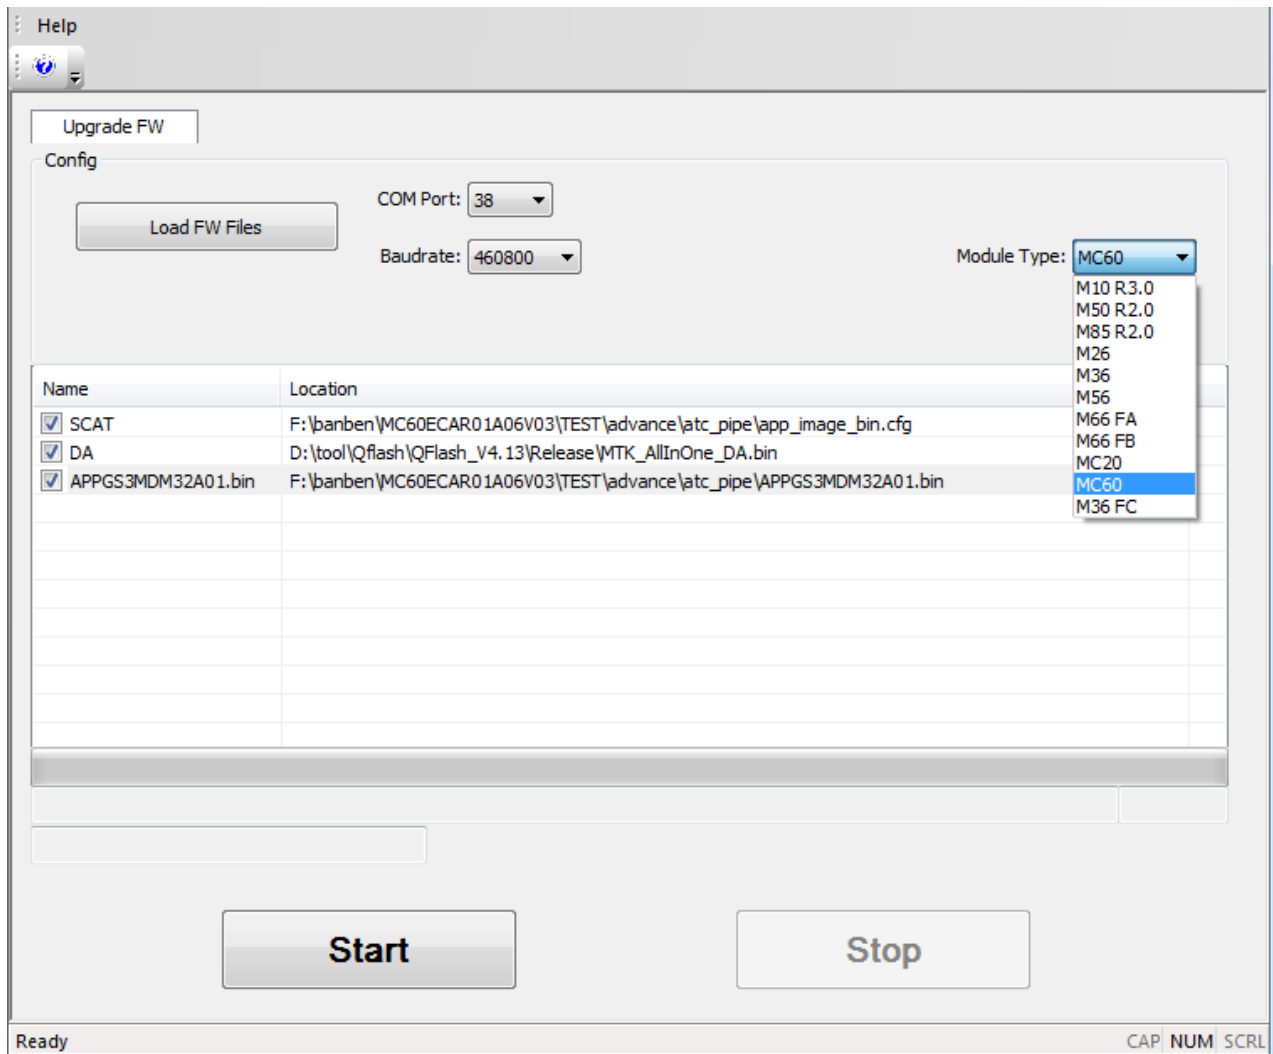 Help
Upgrade FW
Config
Load FW Files
COM Port: 38
Baudrate: 460800
Module Type: MC60
M10 R3.0
M50 R2.0
M85 R2.0
M26
M36
M56
M66 FA
M66 FB
MC20
MC60
M36 FC
Name Location
SCAT F:\banben\MC60ECAR01A06V03\TEST\advance\atc_pipe\app_image_bin.cfg
DA D:\tool\Qflash\QFlash_V4.13\Release\MTK_AllInOne_DA.bin
APPGS3MDM32A01.bin F:\banben\MC60ECAR01A06V03\TEST\advance\atc_pipe\APPGS3MDM32A01.bin
Start
Stop
Ready
CAP NUM SCRL